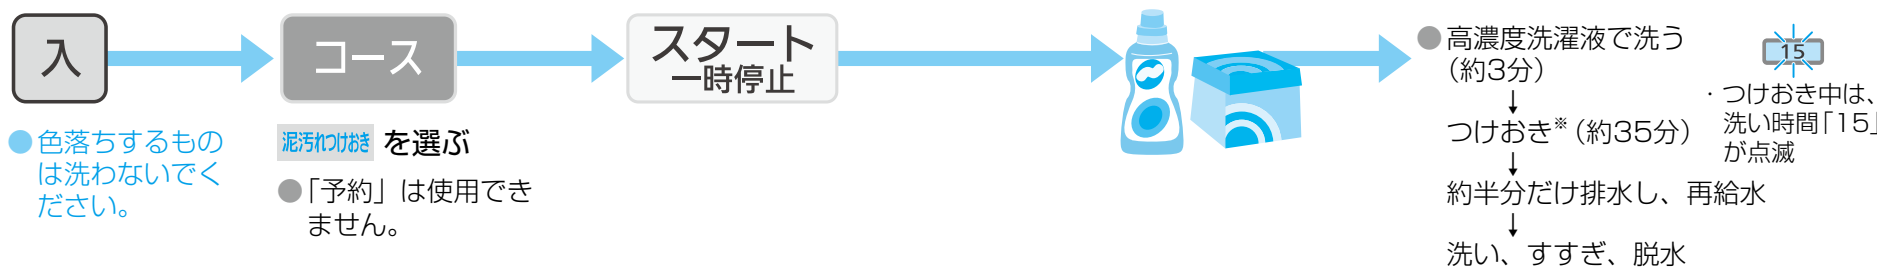 入
●色落ちするもの
は洗わないでく
ださい。
コース
泥汚れつけおき を選ぶ
●「予約」は使用でき
ません。
スタート
一時停止
●高濃度洗濯液で洗う
（約3分）
↓
つけおき※（約35分）
↓
約半分だけ排水し、再給水
↓
洗い、すすぎ、脱水
15
・つけおき中は、
洗い時間「15」
が点滅